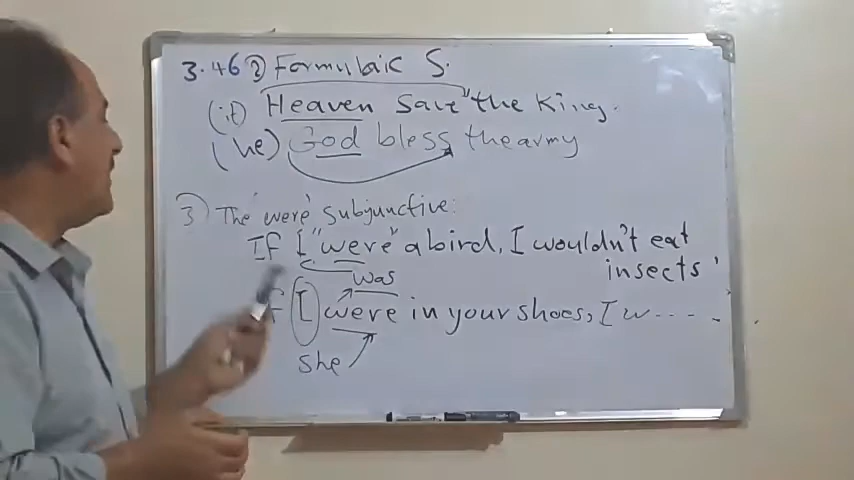 3.46 2) Formulaic S.
(it) Heaven save "the King.
(he) God bless the army
3) The 'were' subjunctive:
If I "were" a bird, I wouldn't eat
insects'
was
I were in your shoes, I w....
she